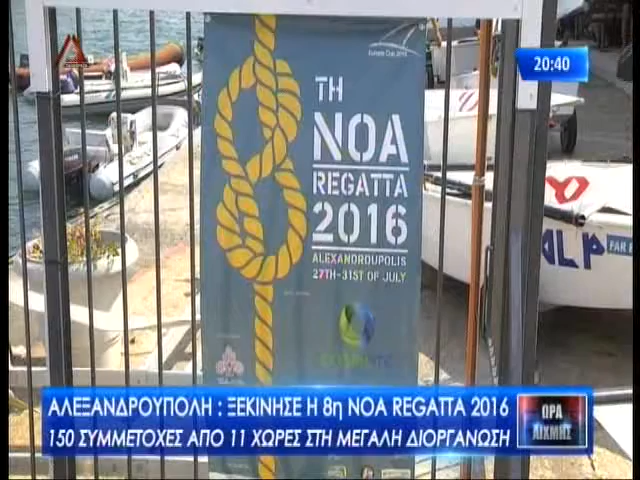 20:40
TH
NOA
REGATTA
2016
ALEXANDROUPOLIS
27TH-31ST OF JULY
ΑΛΕΞΑΝΔΡΟΥΠΟΛΗ : ΞΕΚΙΝΗΣΕ Η 8η NOA REGATTA 2016
150 ΣΥΜΜΕΤΟΧΕΣ ΑΠΟ 11 ΧΩΡΕΣ ΣΤΗ ΜΕΓΑΛΗ ΔΙΟΡΓΑΝΩΣΗ
ΩΡΑ
ΑΙΧΜΗΣ